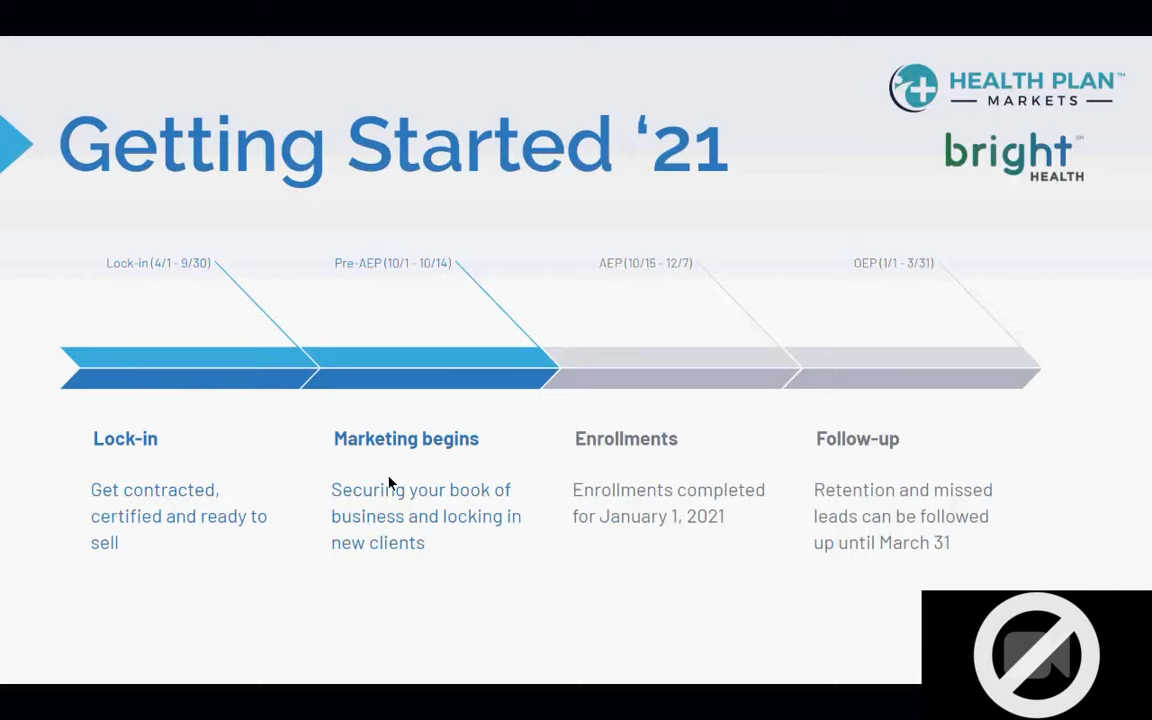 HEALTH PLAN™
MARKETS
Getting Started ‘21
bright℠
HEALTH
Lock-in (4/1 - 9/30)
Pre-AEP (10/1 - 10/14)
AEP (10/15 - 12/7)
OEP (1/1 - 3/31)
Lock-in
Get contracted,
certified and ready to
sell
Marketing begins
Securing your book of
business and locking in
new clients
Enrollments
Enrollments completed
for January 1, 2021
Follow-up
Retention and missed
leads can be followed
up until March 31